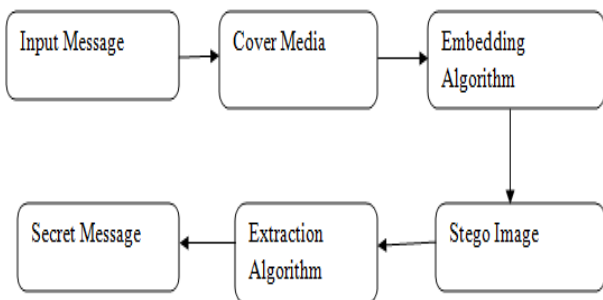 Input Message
Cover Media
Embedding
Algorithm
Secret Message
Extraction
Algorithm
Stego Image